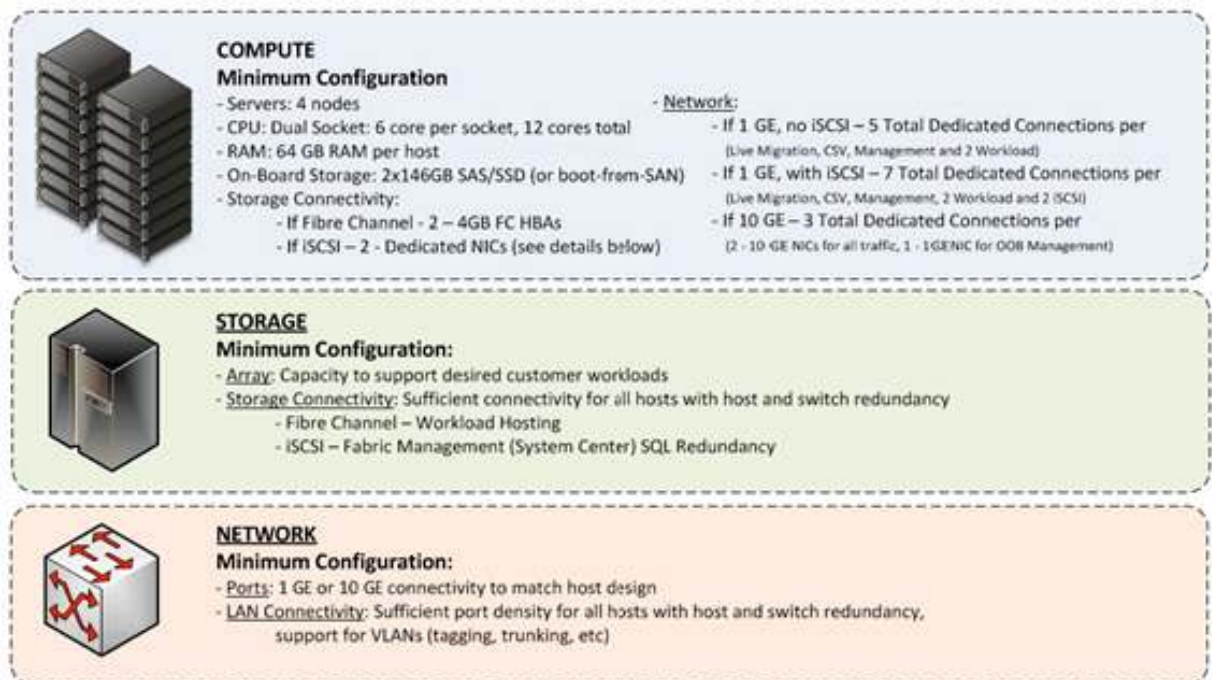 COMPUTE
Minimum Configuration
- Servers: 4 nodes
- CPU: Dual Socket: 6 core per socket, 12 cores total
- RAM: 64 GB RAM per host
- On-Board Storage: 2x146GB SAS/SSD (or boot-from-SAN)
- Storage Connectivity:
- If Fibre Channel - 2 – 4GB FC HBAs
- If iSCSI – 2 - Dedicated NICs (see details below)
- Network:
- If 1 GE, no iSCSI – 5 Total Dedicated Connections per
(Live Migration, CSV, Management and 2 Workload)
- If 1 GE, with iSCSI – 7 Total Dedicated Connections per
(Live Migration, CSV, Management, 2 Workload and 2 iSCSI)
- If 10 GE – 3 Total Dedicated Connections per
(2 - 10 GE NICs for all traffic, 1 - 1GE NIC for OOB Management)
STORAGE
Minimum Configuration:
- Array: Capacity to support desired customer workloads
- Storage Connectivity: Sufficient connectivity for all hosts with host and switch redundancy
- Fibre Channel – Workload Hosting
- iSCSI – Fabric Management (System Center) SQL Redundancy
NETWORK
Minimum Configuration:
- Ports: 1 GE or 10 GE connectivity to match host design
- LAN Connectivity: Sufficient port density for all hosts with host and switch redundancy,
support for VLANs (tagging, trunking, etc)